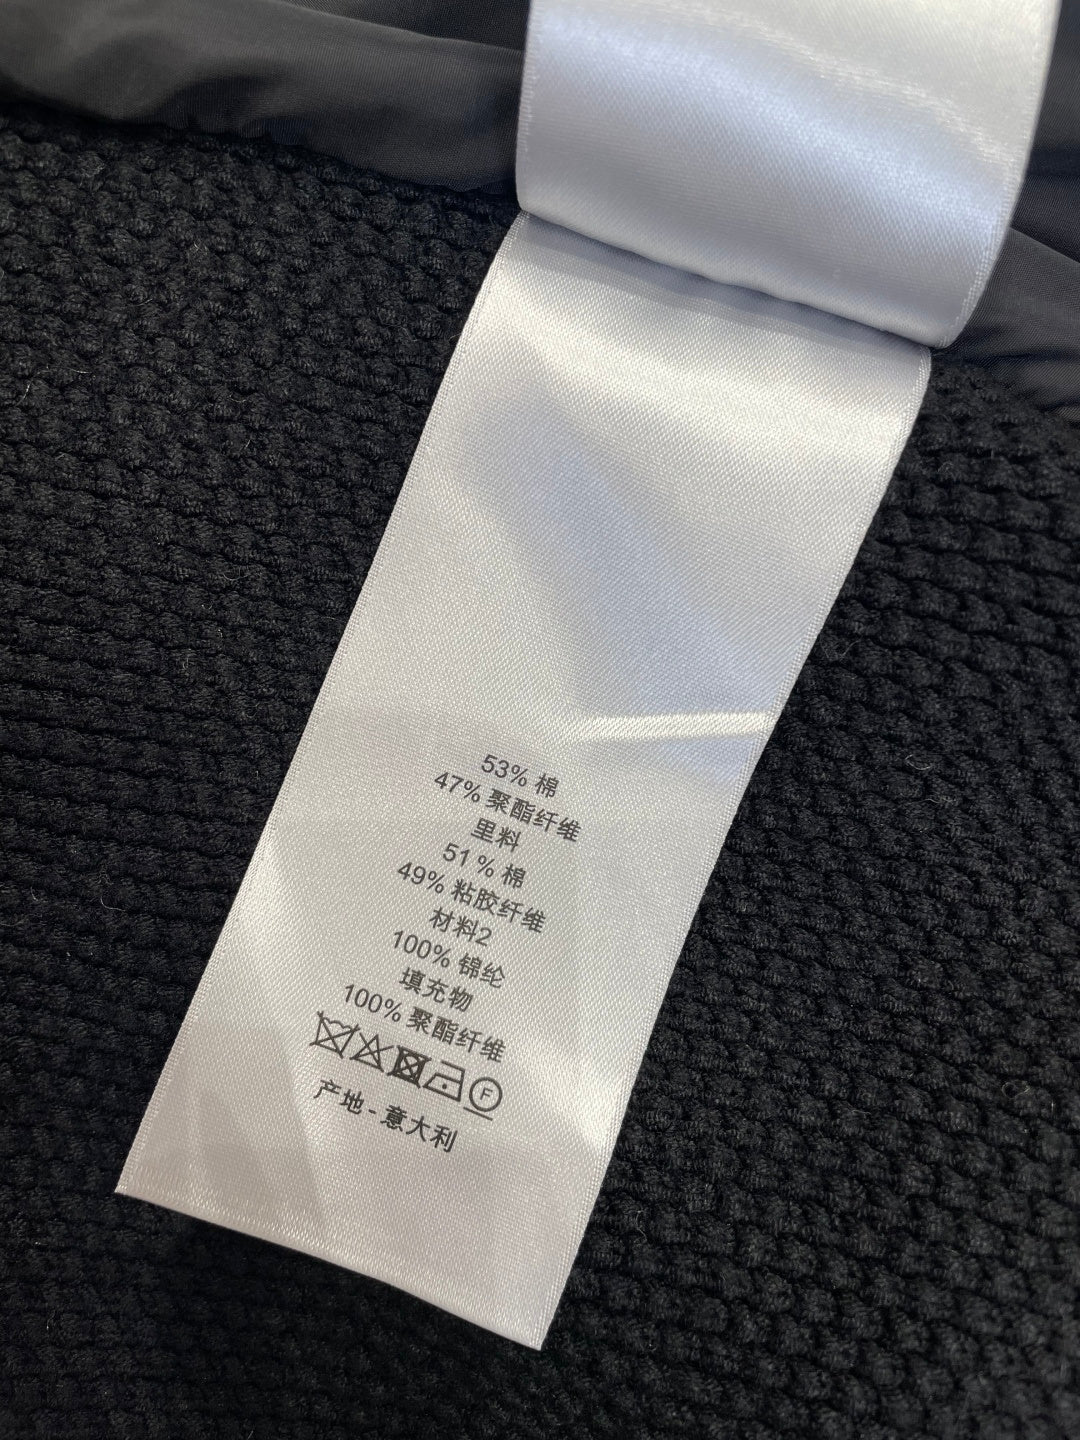 53% 棉
47% 聚酯纤维
里料
51% 棉
49% 粘胶纤维
材料2
100% 锦纶
填充物
100% 聚酯纤维
F
产地 - 意大利